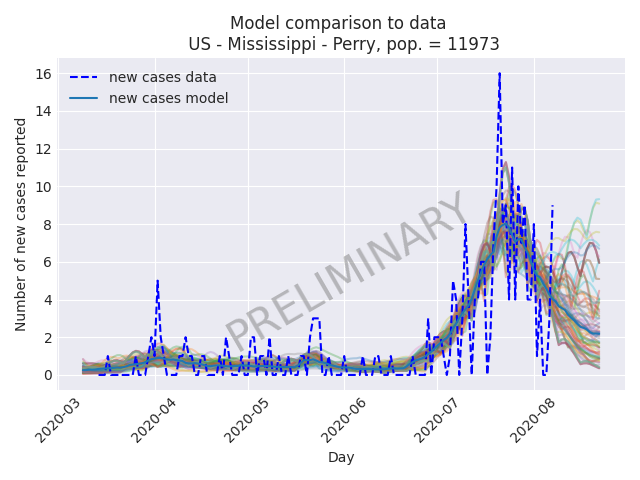 Model comparison to data
US - Mississippi - Perry, pop. = 11973
new cases data
new cases model
Number of new cases reported
16
14
12
10
8
6
4
2
0
PRELIMINARY
2020-03
2020-04
2020-05
2020-06
2020-07
2020-08
Day